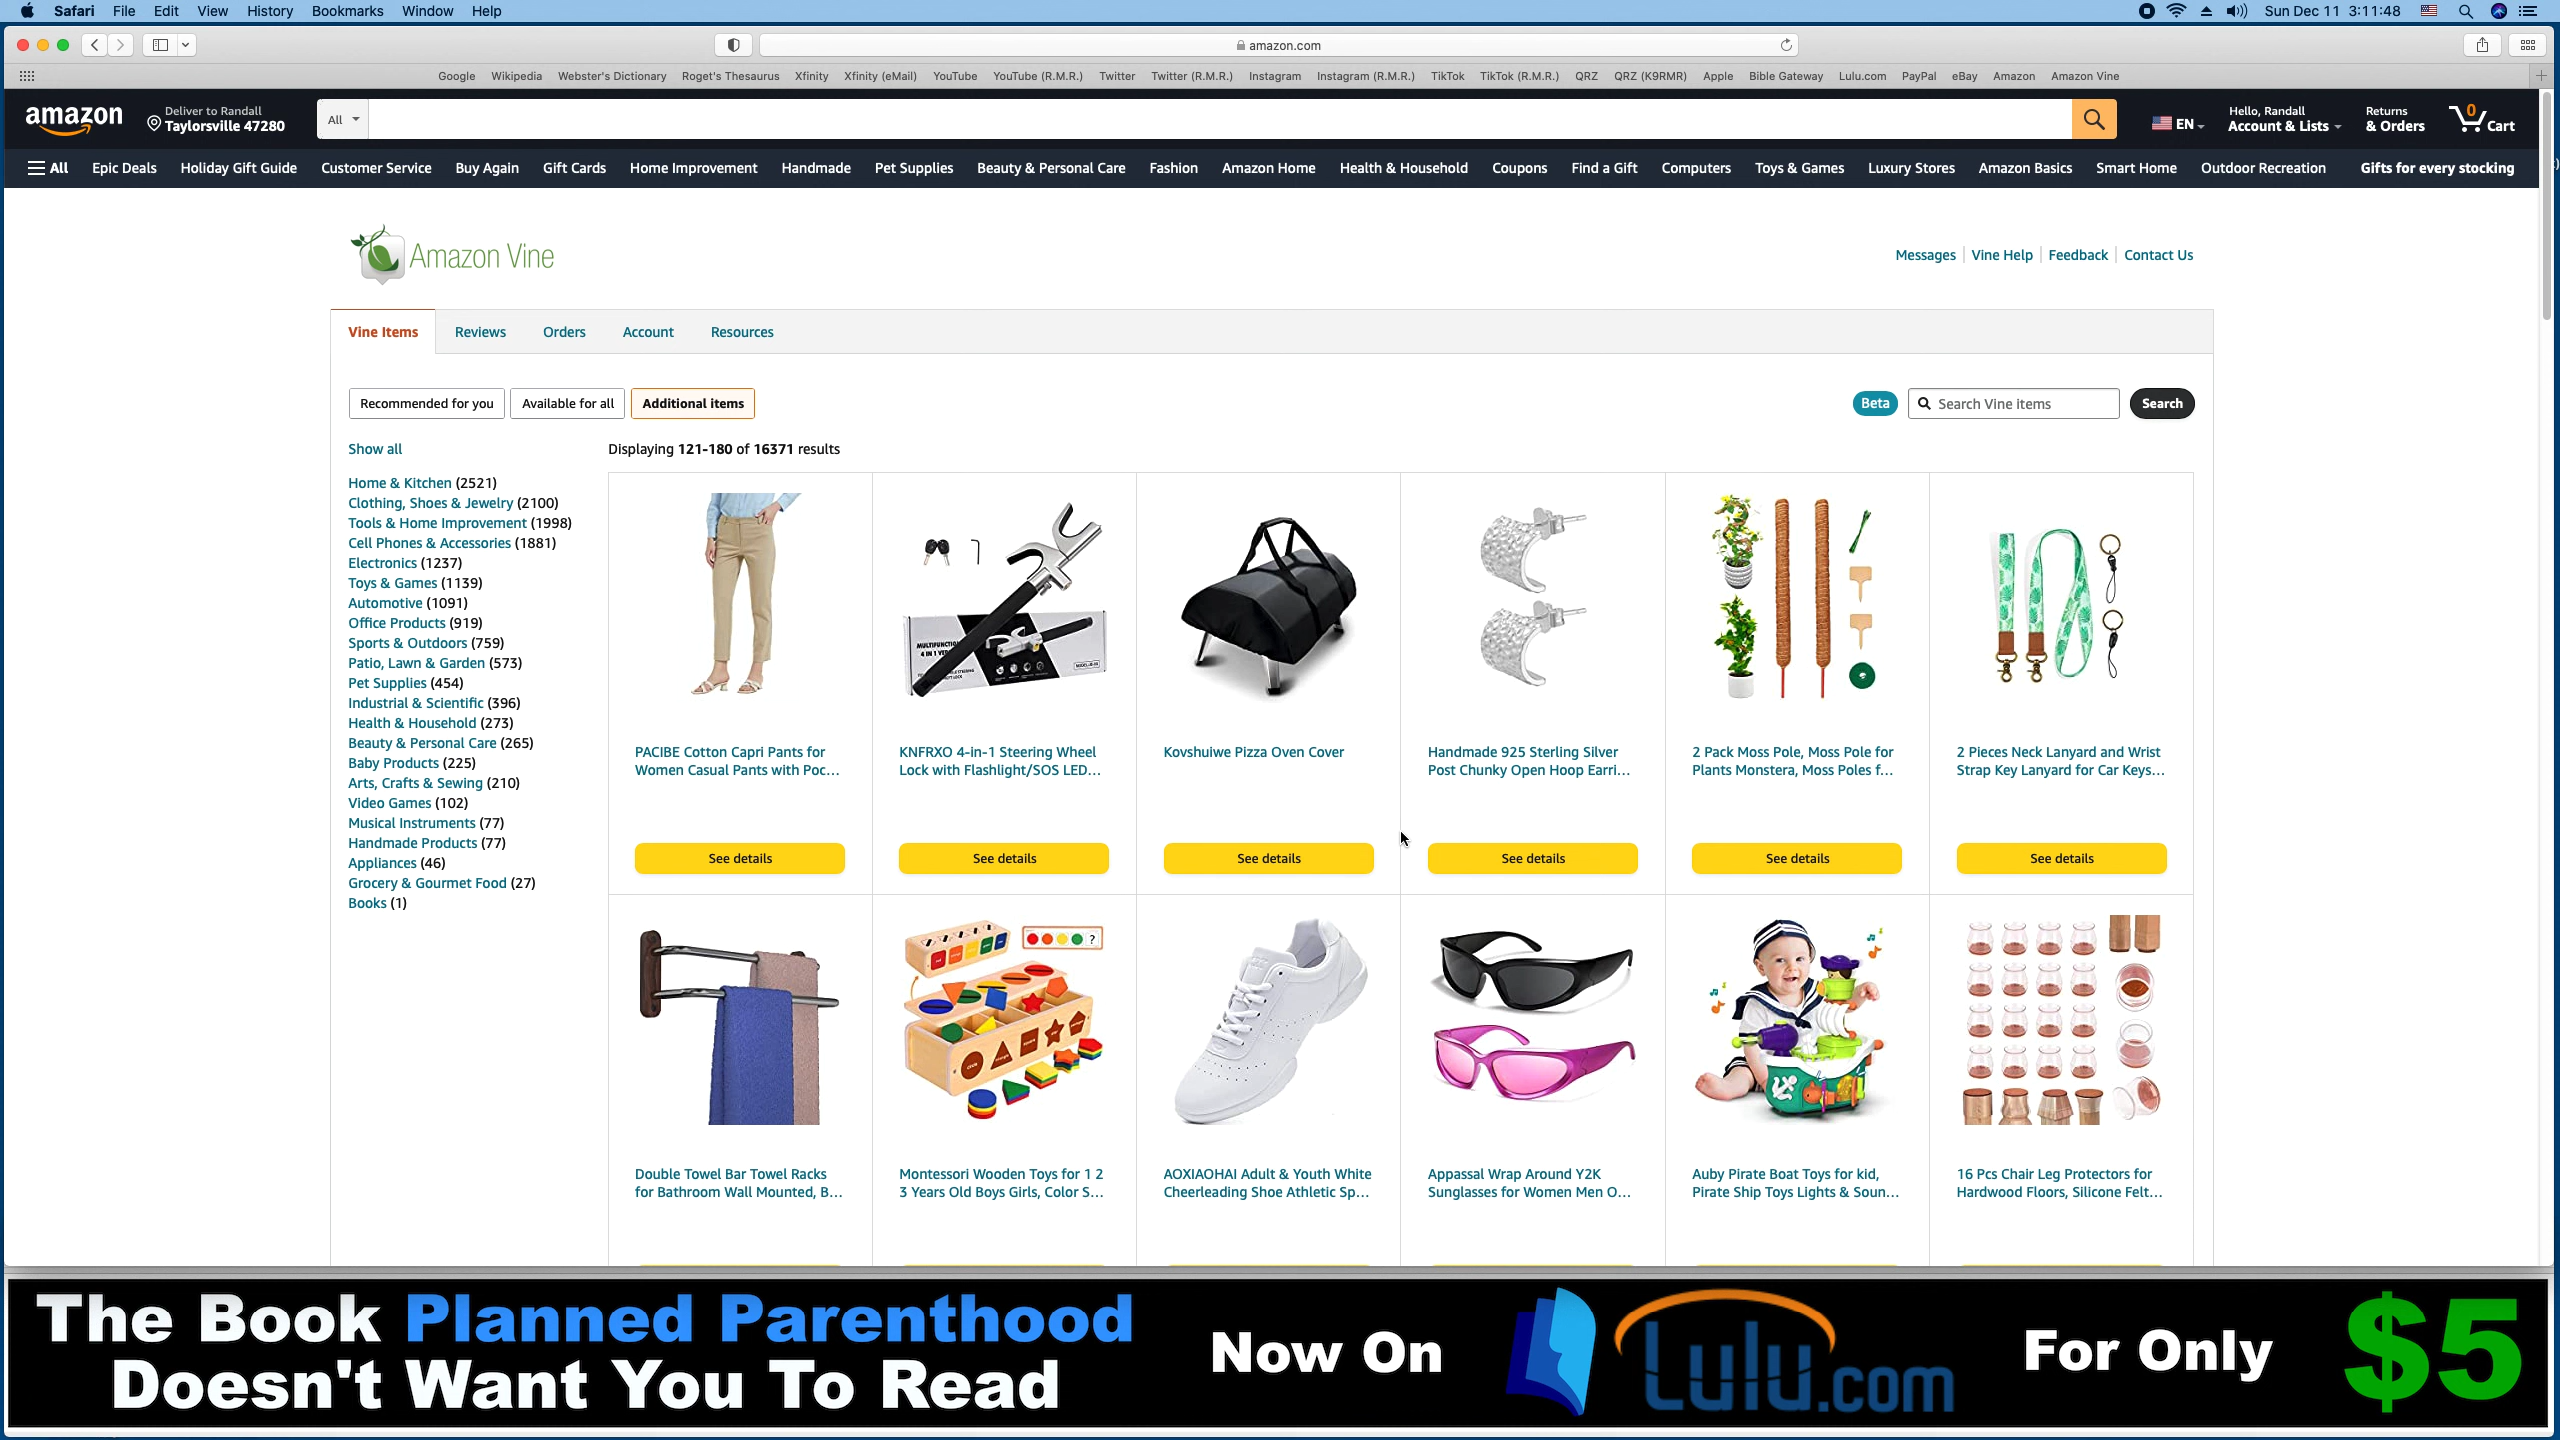 Safari File Edit View History Bookmarks Window Help Sun Dec 11 3:11:48
amazon.com
Google Wikipedia Webster's Dictionary Roget's Thesaurus Xfinity Xfinity (eMail) YouTube YouTube (R.M.R.) Twitter Twitter (R.M.R.) Instagram Instagram (R.M.R.) TikTok TikTok (R.M.R.) QRZ QRZ (K9RMR) Apple Bible Gateway Lulu.com PayPal eBay Amazon Amazon Vine
amazon
Deliver to Randall
Taylorsville 47280
All
EN
Hello, Randall
Account & Lists
Returns
& Orders
0
Cart
All Epic Deals Holiday Gift Guide Customer Service Buy Again Gift Cards Home Improvement Handmade Pet Supplies Beauty & Personal Care Fashion Amazon Home Health & Household Coupons Find a Gift Computers Toys & Games Luxury Stores Amazon Basics Smart Home Outdoor Recreation Gifts for every stocking
Amazon Vine
Messages Vine Help Feedback Contact Us
Vine Items Reviews Orders Account Resources
Recommended for you Available for all Additional items
Beta Search Vine items Search
Show all
Displaying 121-180 of 16371 results
Home & Kitchen (2521)
Clothing, Shoes & Jewelry (2100)
Tools & Home Improvement (1998)
Cell Phones & Accessories (1881)
Electronics (1237)
Toys & Games (1139)
Automotive (1091)
Office Products (919)
Sports & Outdoors (759)
Patio, Lawn & Garden (573)
Pet Supplies (454)
Industrial & Scientific (396)
Health & Household (273)
Beauty & Personal Care (265)
Baby Products (225)
Arts, Crafts & Sewing (210)
Video Games (102)
Musical Instruments (77)
Handmade Products (77)
Appliances (46)
Grocery & Gourmet Food (27)
Books (1)
PACIBE Cotton Capri Pants for
Women Casual Pants with Poc...
See details
KNFRXO 4-in-1 Steering Wheel
Lock with Flashlight/SOS LED...
See details
Kovshuiwe Pizza Oven Cover
See details
Handmade 925 Sterling Silver
Post Chunky Open Hoop Earri...
See details
2 Pack Moss Pole, Moss Pole for
Plants Monstera, Moss Poles f...
See details
2 Pieces Neck Lanyard and Wrist
Strap Key Lanyard for Car Keys...
See details
Double Towel Bar Towel Racks
for Bathroom Wall Mounted, B...
Montessori Wooden Toys for 1 2
3 Years Old Boys Girls, Color S...
AOXIAOHAI Adult & Youth White
Cheerleading Shoe Athletic Sp...
Appassal Wrap Around Y2K
Sunglasses for Women Men O...
Auby Pirate Boat Toys for kid,
Pirate Ship Toys Lights & Soun...
16 Pcs Chair Leg Protectors for
Hardwood Floors, Silicone Felt...
The Book Planned Parenthood
Doesn't Want You To Read
Now On
Lulu.com
For Only
$5